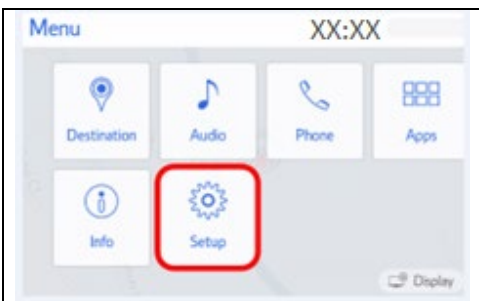 Menu XX:XX
Destination Audio Phone Apps
Info Setup
Display